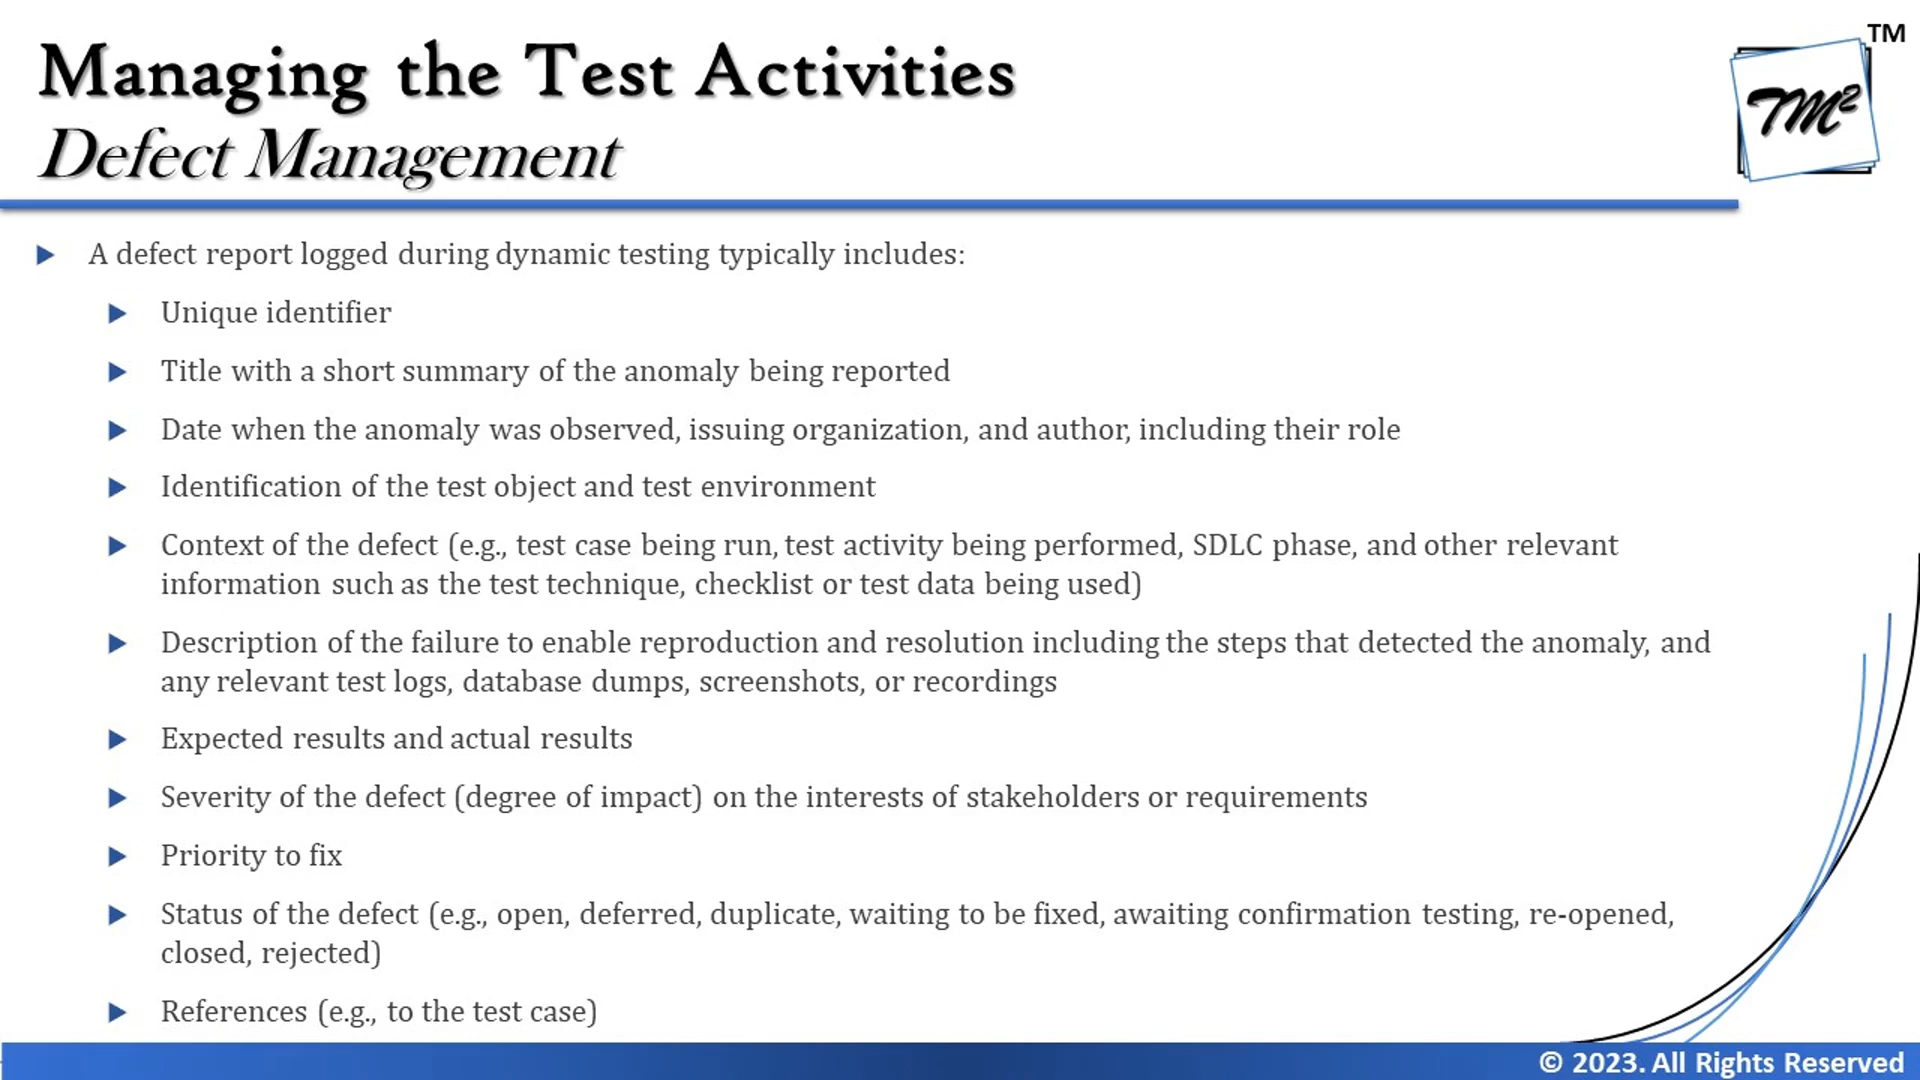 Managing the Test Activities
TM
TM²
Defect Management
A defect report logged during dynamic testing typically includes:
Unique identifier
Title with a short summary of the anomaly being reported
Date when the anomaly was observed, issuing organization, and author, including their role
Identification of the test object and test environment
Context of the defect (e.g., test case being run, test activity being performed, SDLC phase, and other relevant
information such as the test technique, checklist or test data being used)
Description of the failure to enable reproduction and resolution including the steps that detected the anomaly, and
any relevant test logs, database dumps, screenshots, or recordings
Expected results and actual results
Severity of the defect (degree of impact) on the interests of stakeholders or requirements
Priority to fix
Status of the defect (e.g., open, deferred, duplicate, waiting to be fixed, awaiting confirmation testing, re-opened,
closed, rejected)
References (e.g., to the test case)
© 2023. All Rights Reserved